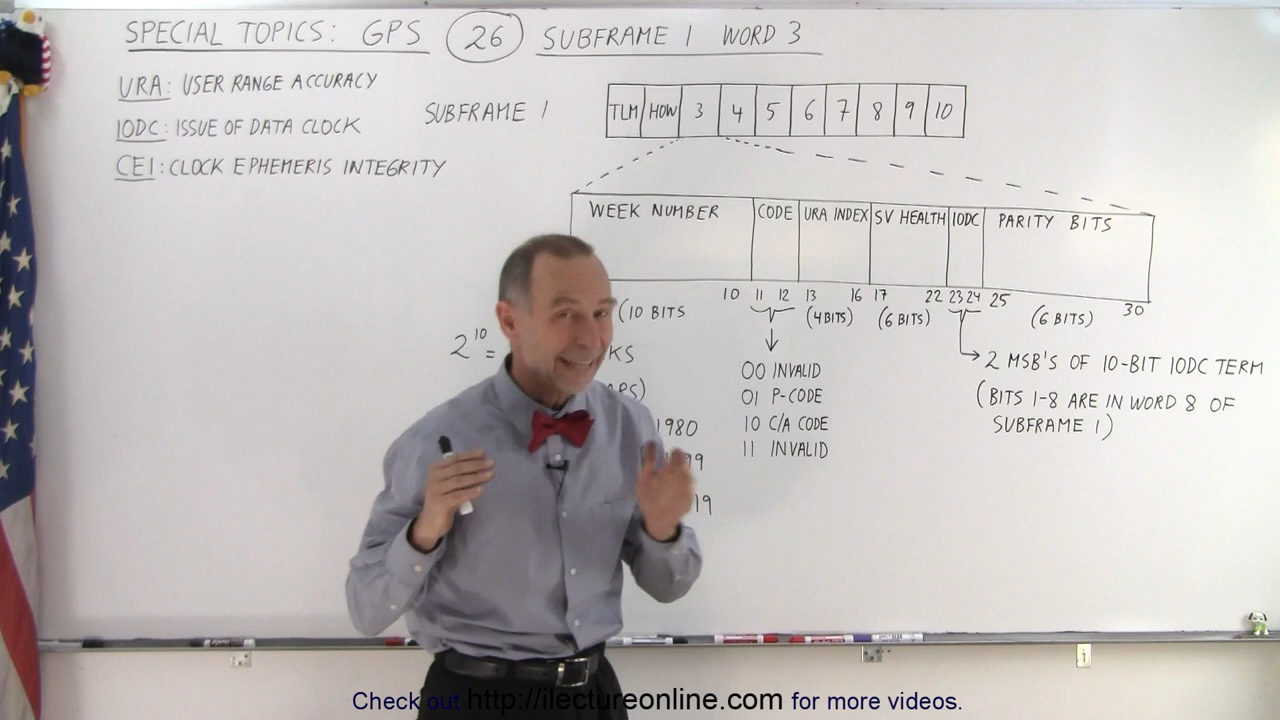 SPECIAL TOPICS: GPS 26 SUBFRAME 1 WORD 3
URA: USER RANGE ACCURACY
IODC: ISSUE OF DATA CLOCK
CEI: CLOCK EPHEMERIS INTEGRITY
SUBFRAME 1
TLM HOW 3 4 5 6 7 8 9 10
WEEK NUMBER CODE URA INDEX SV HEALTH IODC PARITY BITS
10 11 12 13 16 17 22 23 24 25 30
(10 BITS (4 BITS) (6 BITS) (6 BITS)
2^10 =
00 INVALID
01 P-CODE
10 C/A CODE
11 INVALID
1980
2 MSB'S OF 10-BIT IODC TERM
(BITS 1-8 ARE IN WORD 8 OF
SUBFRAME 1)
Check out http://ilectureonline.com for more videos.